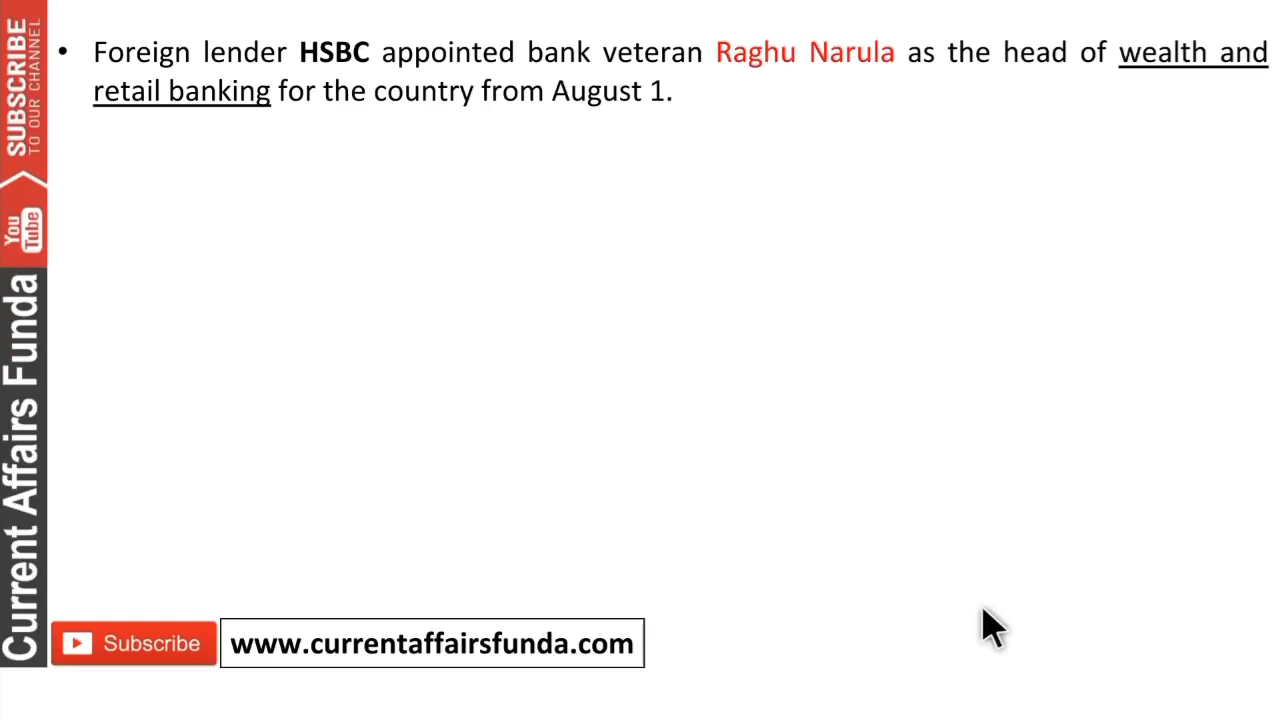 • Foreign lender HSBC appointed bank veteran Raghu Narula as the head of wealth and
retail banking for the country from August 1.
SUBSCRIBE
TO OUR CHANNEL
You
Tube
Current Affairs Funda
Subscribe
www.currentaffairsfunda.com